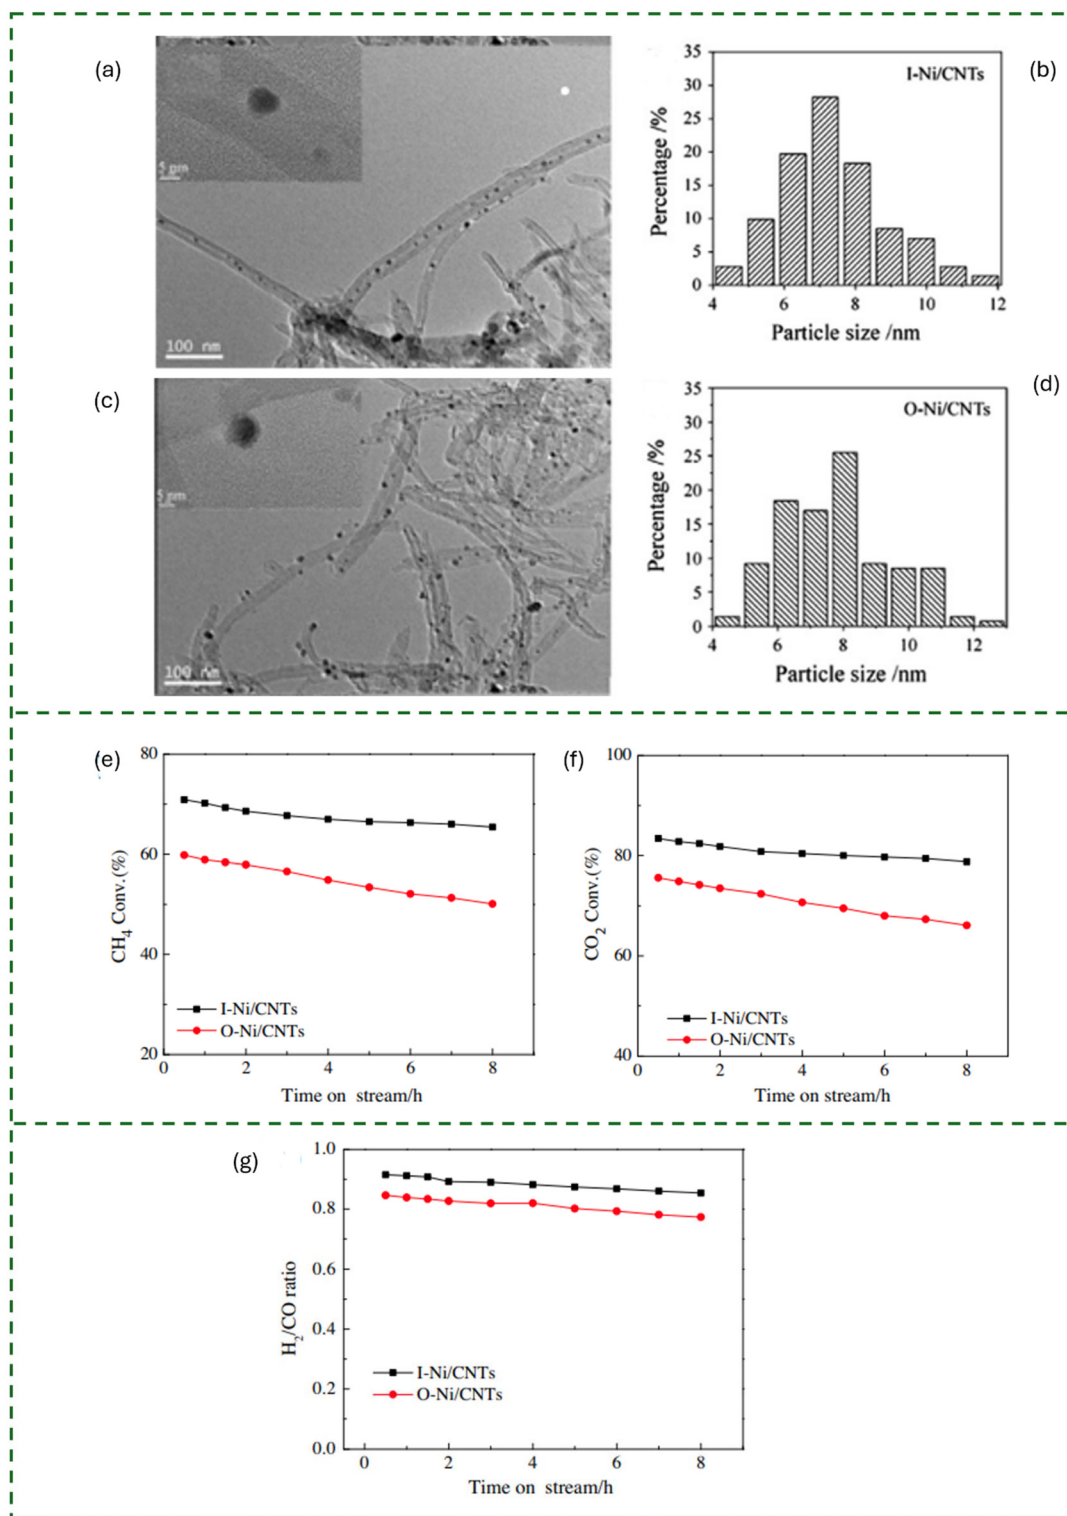 (a)
5 nm
100 nm
(b)
I-Ni/CNTs
Percentage /%
35
30
25
20
15
10
5
0
4 6 8 10 12
Particle size /nm
(c)
5 nm
100 nm
(d)
O-Ni/CNTs
Percentage /%
35
30
25
20
15
10
5
0
4 6 8 10 12
Particle size /nm
(e)
CH4 Conv.(%)
80
60
40
20
I-Ni/CNTs
O-Ni/CNTs
0 2 4 6 8
Time on stream/h
(f)
CO2 Conv.(%)
100
80
60
40
I-Ni/CNTs
O-Ni/CNTs
0 2 4 6 8
Time on stream/h
(g)
H2/CO ratio
1.0
0.8
0.6
0.4
0.2
0.0
I-Ni/CNTs
O-Ni/CNTs
0 2 4 6 8
Time on stream/h